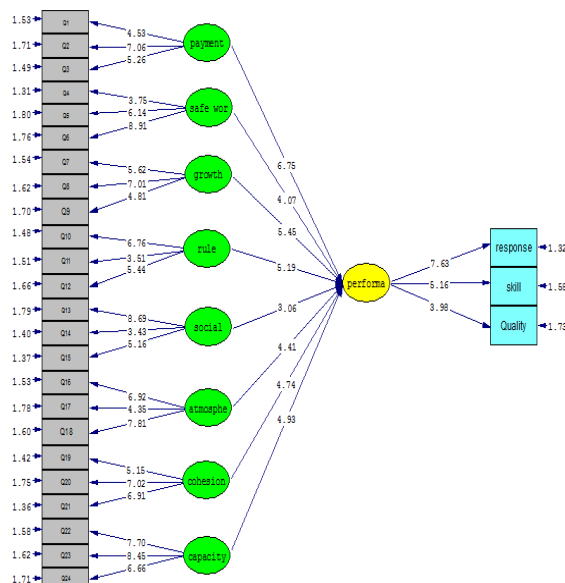 1.53 Q1
1.71 Q2
1.49 Q3
1.31 Q4
1.80 Q5
1.76 Q6
1.54 Q7
1.62 Q8
1.70 Q9
1.48 Q10
1.51 Q11
1.66 Q12
1.79 Q13
1.40 Q14
1.37 Q15
1.53 Q16
1.78 Q17
1.60 Q18
1.42 Q19
1.75 Q20
1.36 Q21
1.58 Q22
1.62 Q23
1.71 Q24
4.53
7.06
5.26
3.75
6.14
8.91
5.62
7.01
4.81
6.76
3.51
5.44
8.69
3.43
5.16
6.92
4.35
7.81
5.15
7.02
6.91
7.70
8.45
6.66
payment
safe wor
growth
rule
social
atmosphe
cohesion
capacity
6.75
4.07
5.45
5.19
3.06
4.41
4.74
4.93
performa
7.63
5.16
3.98
response 1.32
skill 1.58
Quality 1.73